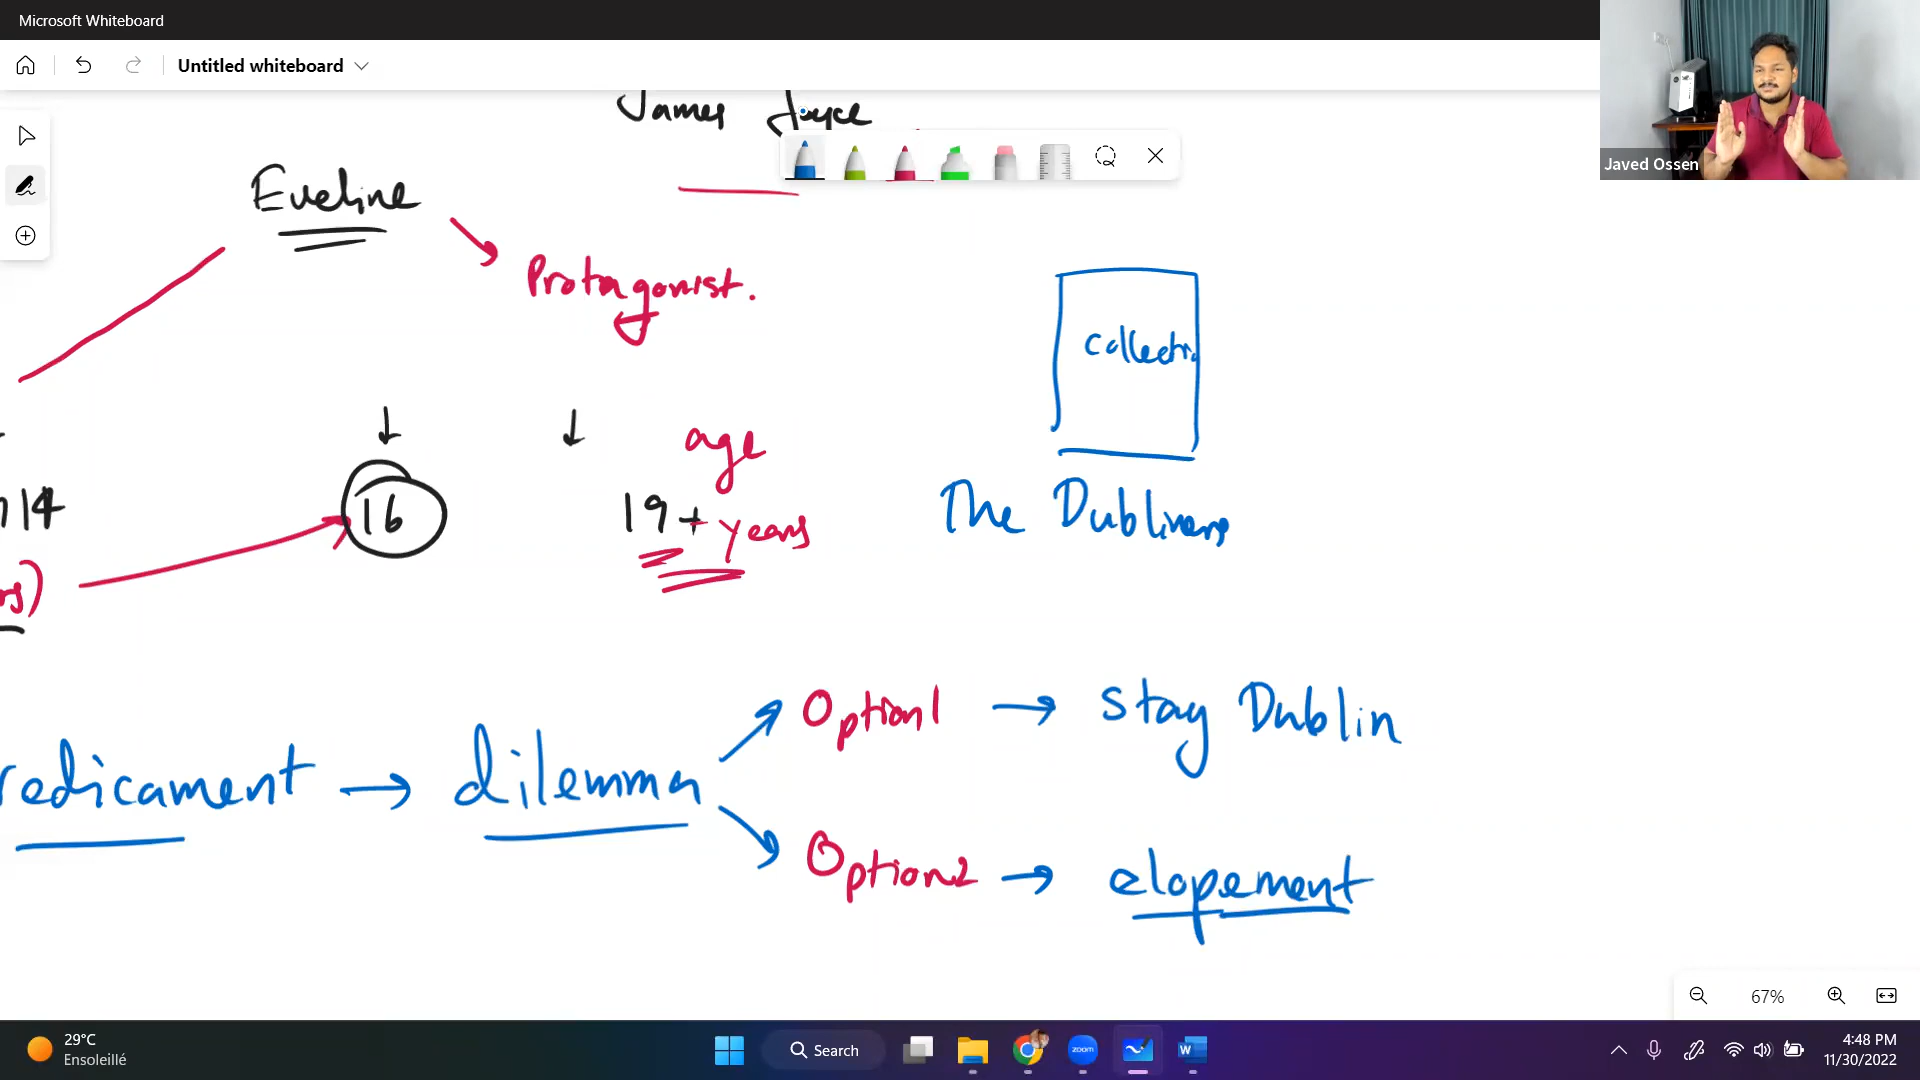 Microsoft Whiteboard
Untitled whiteboard
Javed Ossen
James Joyce
Eveline
Protagonist.
collectn
age
14
16
19+ years
The Dubliners
Option1 → Stay Dublin
redicament → dilemma
Option2 → elopement
67%
29°C
Ensoleillé
Search
zoom
4:48 PM
11/30/2022